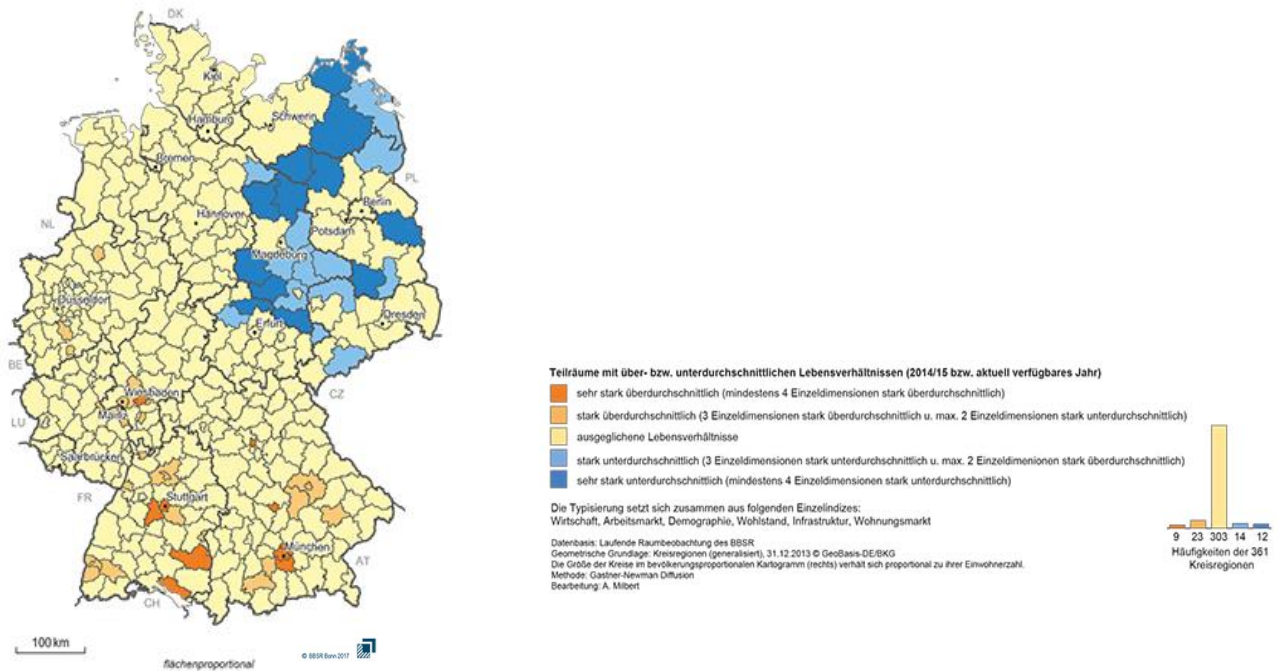 DK
Kiel
Hamburg
Schwerin
Bremen
PL
Berlin
Hannover
NL
Potsdam
Magdeburg
Düsseldorf
Dresden
Erfurt
BE
Wiesbaden
CZ
Mainz
LU
Saarbrücken
FR
Stuttgart
München
AT
CH
100 km
flächenproportional
© BBSR Bonn 2017
Teilräume mit über- bzw. unterdurchschnittlichen Lebensverhältnissen (2014/15 bzw. aktuell verfügbares Jahr)
sehr stark überdurchschnittlich (mindestens 4 Einzeldimensionen stark überdurchschnittlich)
stark überdurchschnittlich (3 Einzeldimensionen stark überdurchschnittlich u. max. 2 Einzeldimensionen stark unterdurchschnittlich)
ausgeglichene Lebensverhältnisse
stark unterdurchschnittlich (3 Einzeldimensionen stark unterdurchschnittlich u. max. 2 Einzeldimenionen stark überdurchschnittlich)
sehr stark unterdurchschnittlich (mindestens 4 Einzeldimensionen stark unterdurchschnittlich)
Die Typisierung setzt sich zusammen aus folgenden Einzelindizes:
Wirtschaft, Arbeitsmarkt, Demographie, Wohlstand, Infrastruktur, Wohnungsmarkt
Datenbasis: Laufende Raumbeobachtung des BBSR
Geometrische Grundlage: Kreisregionen (generalisiert), 31.12.2013 © GeoBasis-DE/BKG
Die Größe der Kreise im bevölkerungsproportionalen Kartogramm (rechts) verhält sich proportional zu ihrer Einwohnerzahl.
Methode: Gastner-Newman Diffusion
Bearbeitung: A. Milbert
9 23 303 14 12
Häufigkeiten der 361
Kreisregionen